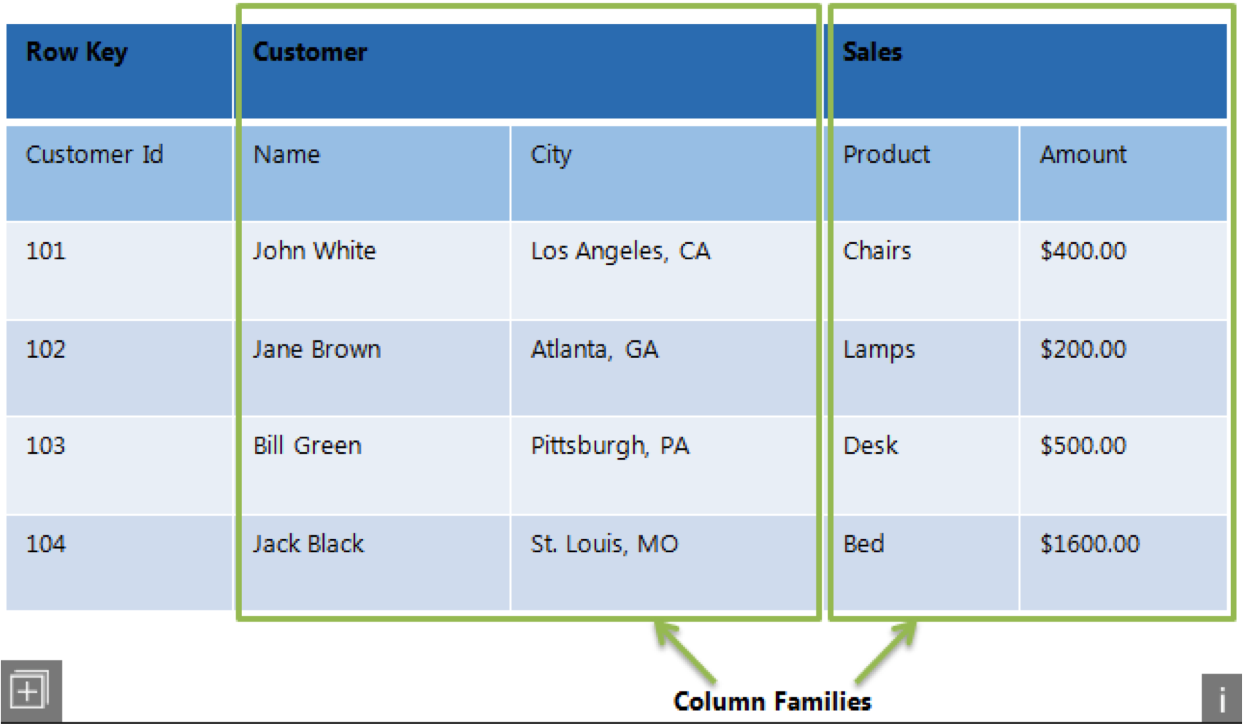 Row Key Customer Sales
Customer Id Name City Product Amount
101 John White Los Angeles, CA Chairs $400.00
102 Jane Brown Atlanta, GA Lamps $200.00
103 Bill Green Pittsburgh, PA Desk $500.00
104 Jack Black St. Louis, MO Bed $1600.00
Column Families
i